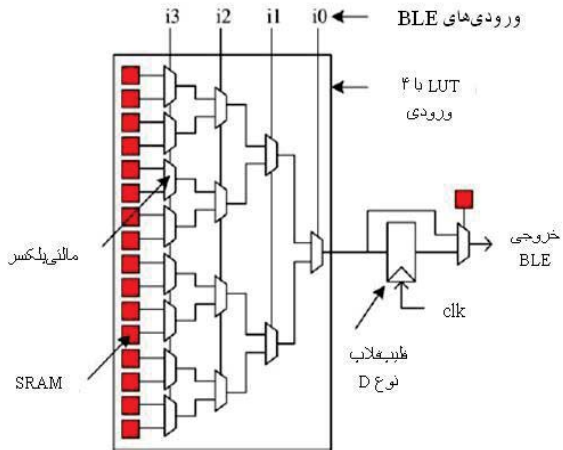 i3 i2 i1 i0 ورودی‌های BLE
LUT با ۴
ورودی
مالتی‌پلکسر
SRAM
خروجی
BLE
clk
فلیپ‌فلاپ
نوع D